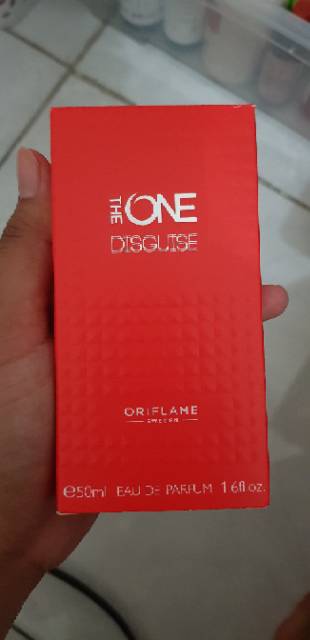 THE ONE
DISGUISE
ORIFLAME
SWEDEN
℮50ml EAU DE PARFUM 1.6fl oz.